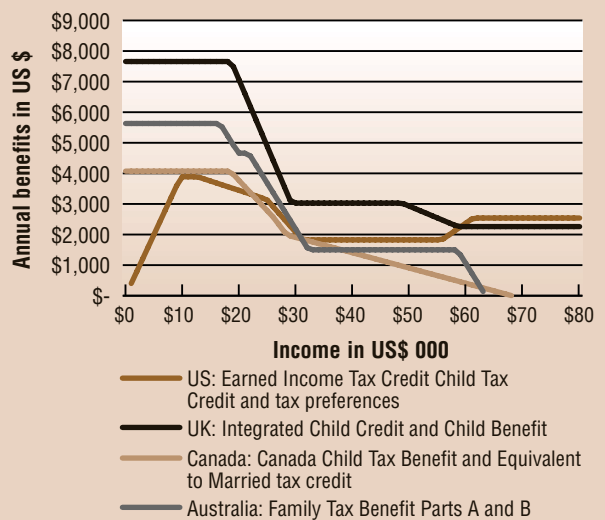 $9,000
$8,000
$7,000
$6,000
$5,000
$4,000
$3,000
$2,000
$1,000
$-
Annual benefits in US $
$0 $10 $20 $30 $40 $50 $60 $70 $80
Income in US$ 000
US: Earned Income Tax Credit Child Tax
Credit and tax preferences
UK: Integrated Child Credit and Child Benefit
Canada: Canada Child Tax Benefit and Equivalent
to Married tax credit
Australia: Family Tax Benefit Parts A and B